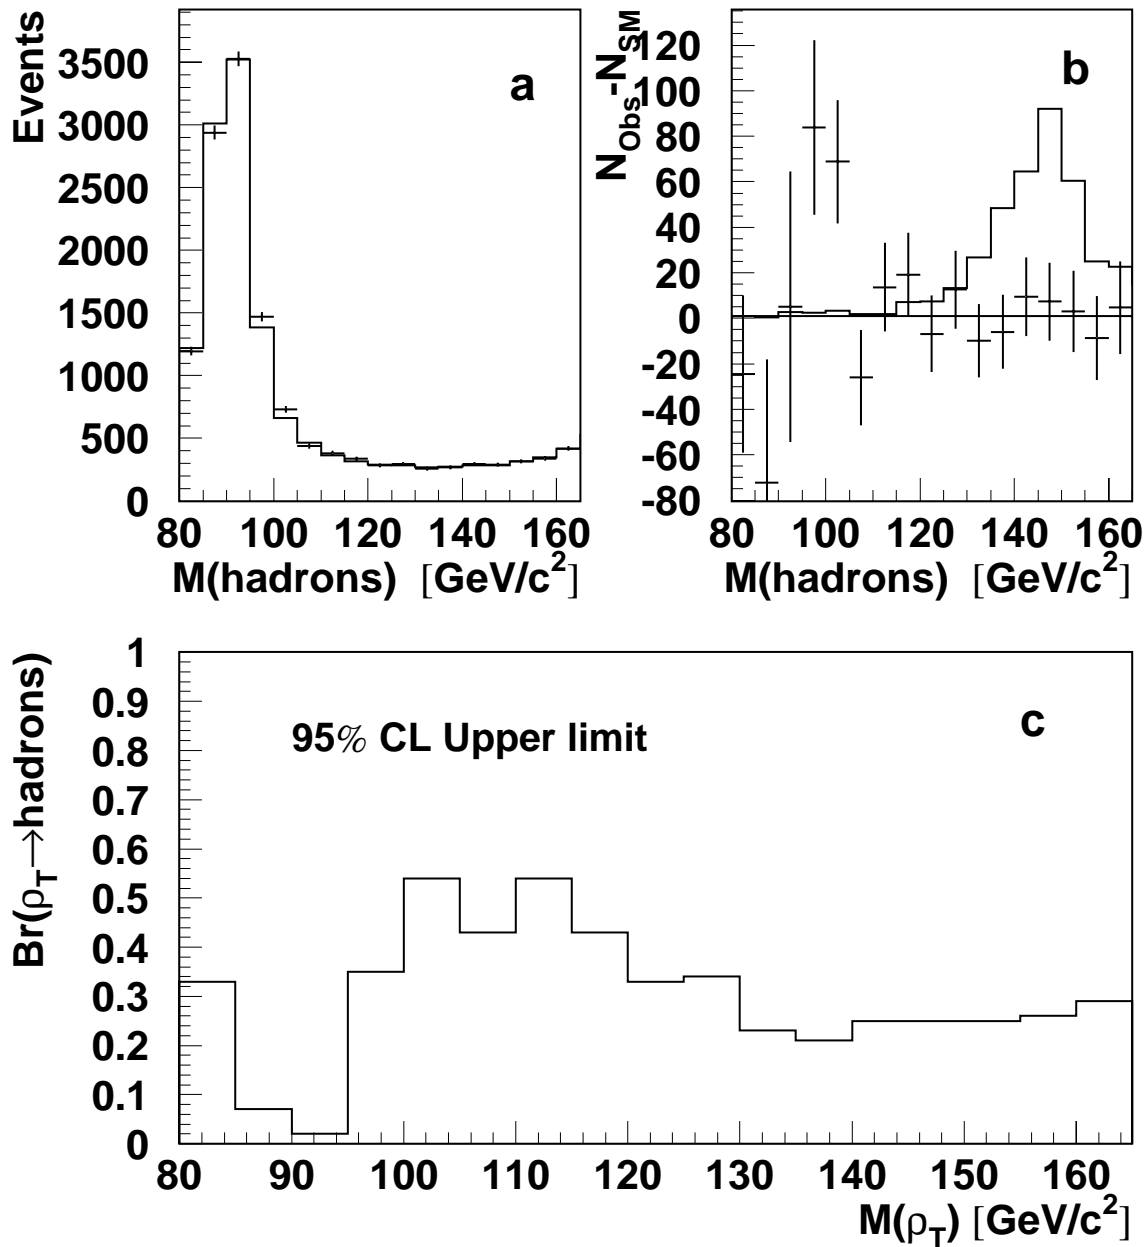 Events
3500
3000
2500
2000
1500
1000
500
0
a
80 100 120 140 160
M(hadrons) [GeV/c²]
N_Obs-N_SM
120
100
80
60
40
20
0
-20
-40
-60
-80
b
80 100 120 140 160
M(hadrons) [GeV/c²]
Br(ρ_T→hadrons)
1
0.9
0.8
0.7
0.6
0.5
0.4
0.3
0.2
0.1
0
95% CL Upper limit
c
80 90 100 110 120 130 140 150 160
M(ρ_T) [GeV/c²]